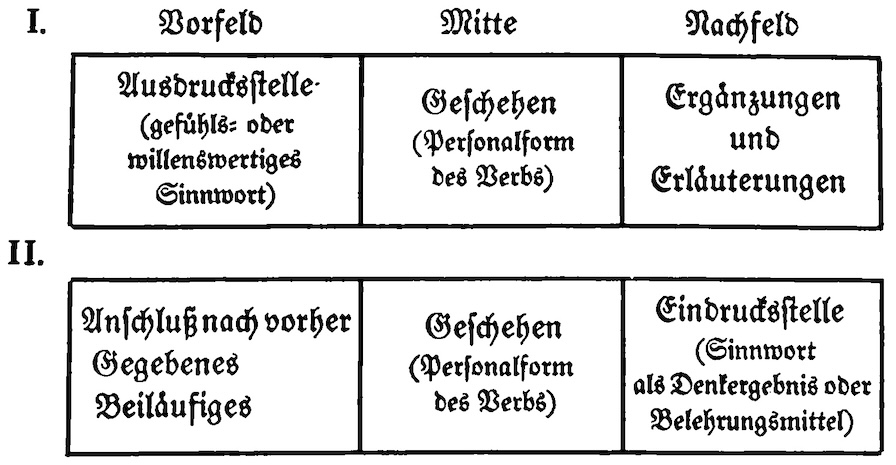 I. Vorfeld Mitte Nachfeld
Ausdrucksstelle
(gefühls= oder
willenswertiges
Sinnwort)
Geschehen
(Personalform
des Verbs)
Ergänzungen
und
Erläuterungen
II.
Anschluß nach vorher
Gegebenes
Beiläufiges
Geschehen
(Personalform
des Verbs)
Eindrucksstelle
(Sinnwort
als Denkergebnis oder
Belehrungsmittel)